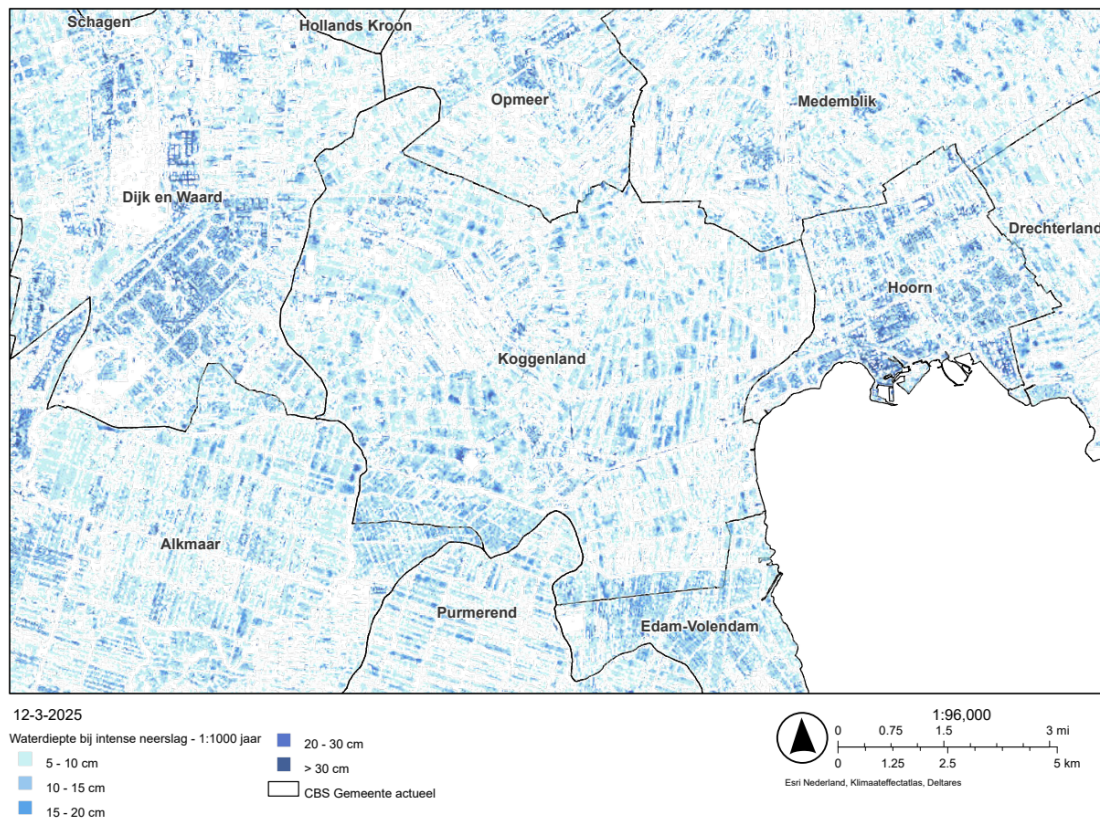 Schagen
Hollands Kroon
Opmeer
Medemblik
Dijk en Waard
Drechterland
Hoorn
Koggenland
Alkmaar
Purmerend
Edam-Volendam
12-3-2025
Waterdiepte bij intense neerslag - 1:1000 jaar
5 - 10 cm
10 - 15 cm
15 - 20 cm
20 - 30 cm
> 30 cm
CBS Gemeente actueel
1:96,000
0 0.75 1.5 3 mi
0 1.25 2.5 5 km
Esri Nederland, Klimaateffectatlas, Deltares